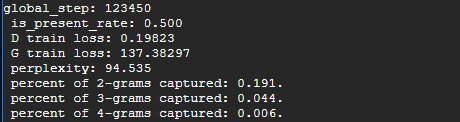 global_step: 123450
is_present_rate: 0.500
D train loss: 0.19823
G train loss: 137.38297
perplexity: 94.535
percent of 2-grams captured: 0.191.
percent of 3-grams captured: 0.044.
percent of 4-grams captured: 0.006.